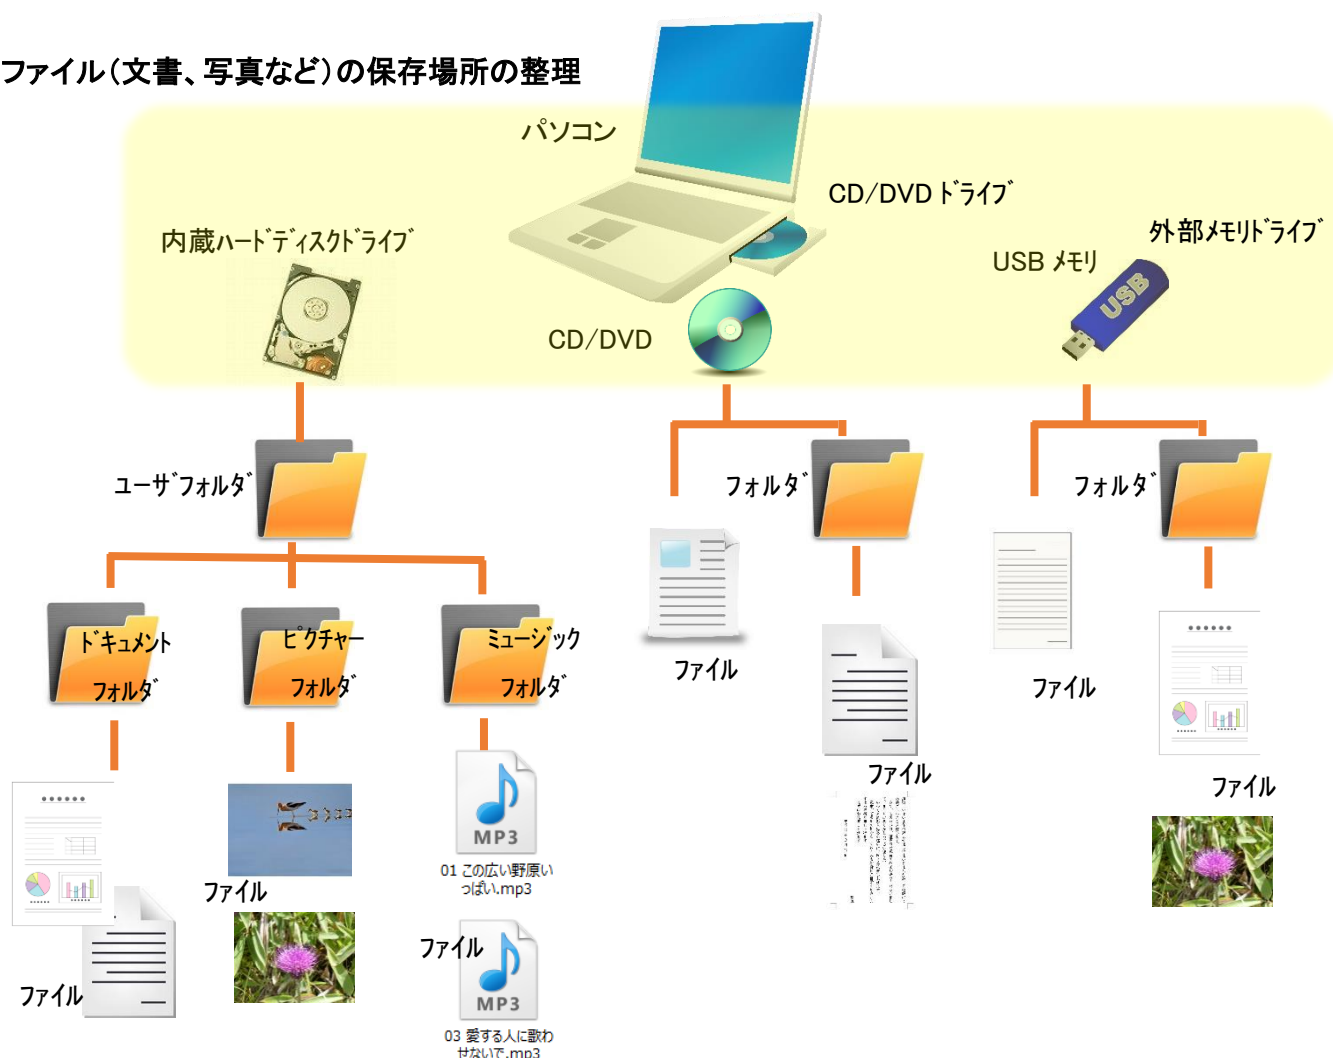 ファイル（文書、写真など）の保存場所の整理
パソコン
CD/DVD ﾄﾞﾗｲﾌﾞ
内蔵ﾊｰﾄﾞﾃﾞｨｽｸﾄﾞﾗｲﾌﾞ
外部ﾒﾓﾘﾄﾞﾗｲﾌﾞ
USB ﾒﾓﾘ
USB
CD/DVD
ﾕｰｻﾞﾌｫﾙﾀﾞ
ﾌｫﾙﾀﾞ
ﾌｫﾙﾀﾞ
ﾄﾞｷｭﾒﾝﾄ
ﾌｫﾙﾀﾞ
ﾋﾟｸﾁｬｰ
ﾌｫﾙﾀﾞ
ﾐｭｰｼﾞｯｸ
ﾌｫﾙﾀﾞ
ﾌｧｲﾙ
ﾌｧｲﾙ
ﾌｧｲﾙ
ﾌｧｲﾙ
MP3
01 この広い野原い
っぱい.mp3
ﾌｧｲﾙ
ﾌｧｲﾙ
MP3
03 愛する人に歌わ
せないで.mp3
ﾌｧｲﾙ